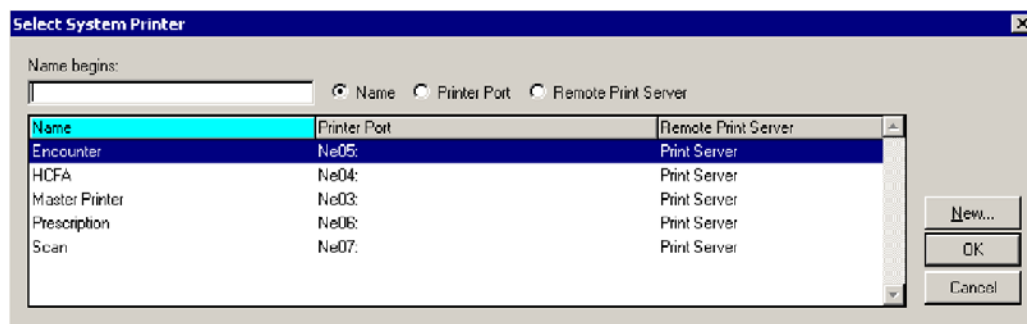 Select System Printer
Name begins:
Name Printer Port Remote Print Server
Name Printer Port Remote Print Server
Encounter Ne05: Print Server
HCFA Ne04: Print Server
Master Printer Ne03: Print Server
Prescription Ne06: Print Server
Scan Ne07: Print Server
New...
OK
Cancel